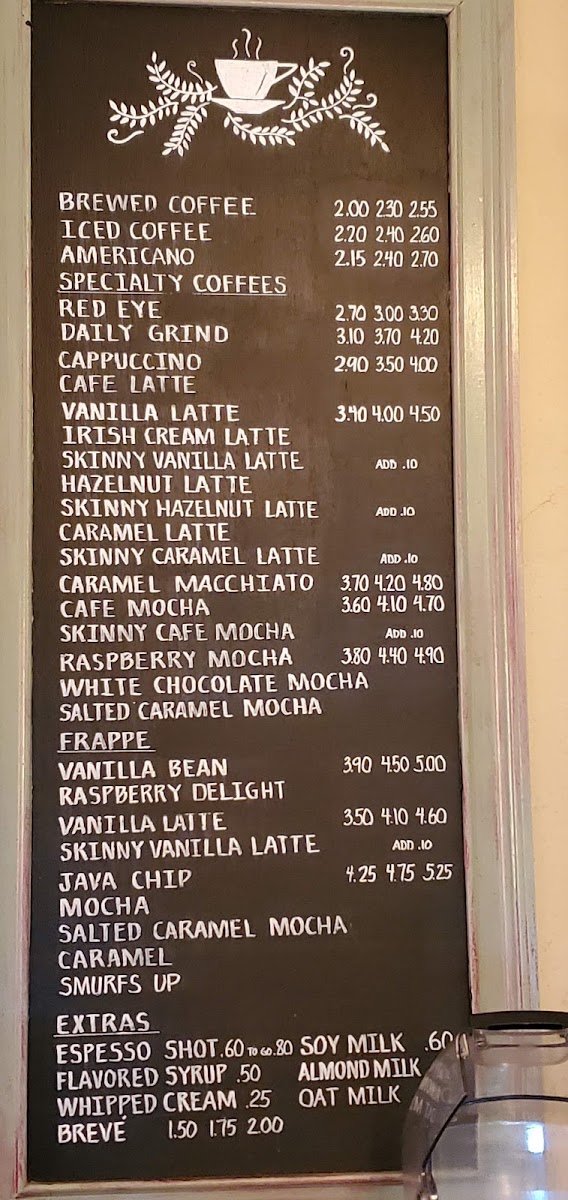 BREWED COFFEE 2.00 2.30 2.55
ICED COFFEE 2.20 2.40 2.60
AMERICANO 2.15 2.40 2.70
SPECIALTY COFFEES
RED EYE 2.70 3.00 3.30
DAILY GRIND 3.10 3.70 4.20
CAPPUCCINO 2.90 3.50 4.00
CAFE LATTE
VANILLA LATTE 3.40 4.00 4.50
IRISH CREAM LATTE
SKINNY VANILLA LATTE ADD .10
HAZELNUT LATTE
SKINNY HAZELNUT LATTE ADD .10
CARAMEL LATTE
SKINNY CARAMEL LATTE ADD .10
CARAMEL MACCHIATO 3.70 4.20 4.80
CAFE MOCHA 3.60 4.10 4.70
SKINNY CAFE MOCHA ADD .10
RASPBERRY MOCHA 3.80 4.40 4.90
WHITE CHOCOLATE MOCHA
SALTED CARAMEL MOCHA
FRAPPE
VANILLA BEAN 3.90 4.50 5.00
RASPBERRY DELIGHT
VANILLA LATTE 3.50 4.10 4.60
SKINNY VANILLA LATTE ADD .10
JAVA CHIP 4.25 4.75 5.25
MOCHA
SALTED CARAMEL MOCHA
CARAMEL
SMURFS UP
EXTRAS
ESPESSO SHOT .60 TO GO .80 SOY MILK .60
FLAVORED SYRUP .50 ALMOND MILK
WHIPPED CREAM .25 OAT MILK
BREVÉ 1.50 1.75 2.00